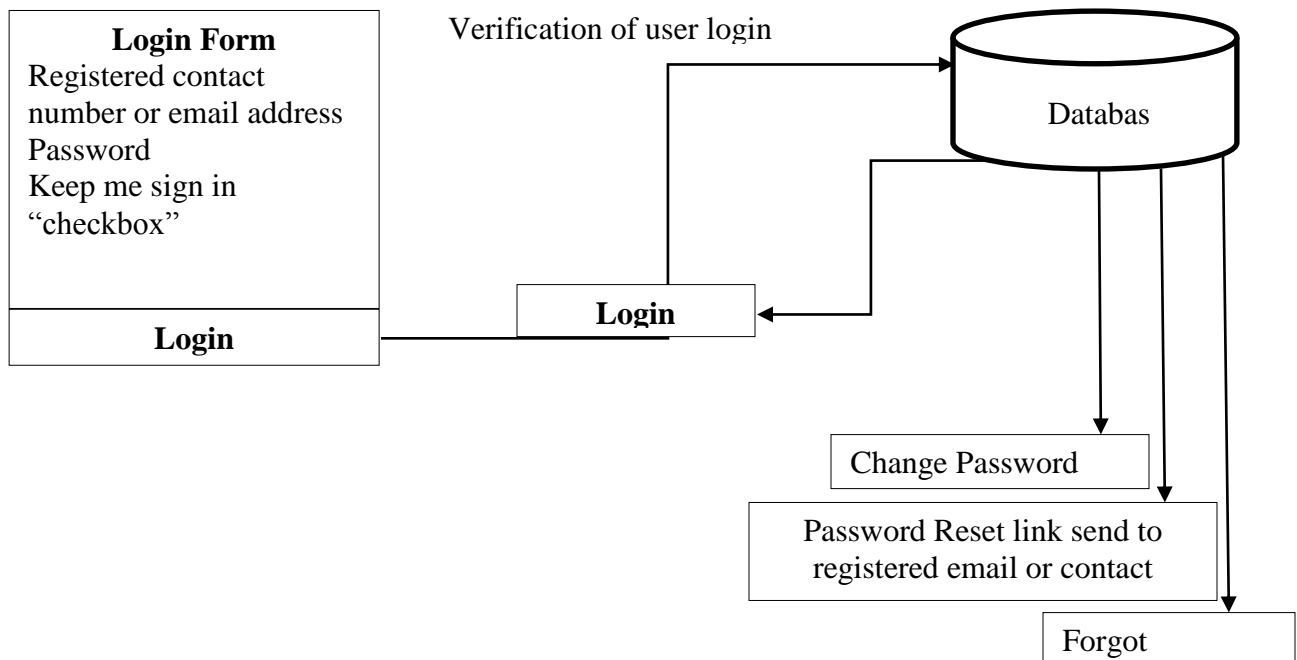 Login Form
Registered contact
number or email address
Password
Keep me sign in
“checkbox”
Login
Verification of user login
Login
Databas
Change Password
Password Reset link send to
registered email or contact
Forgot